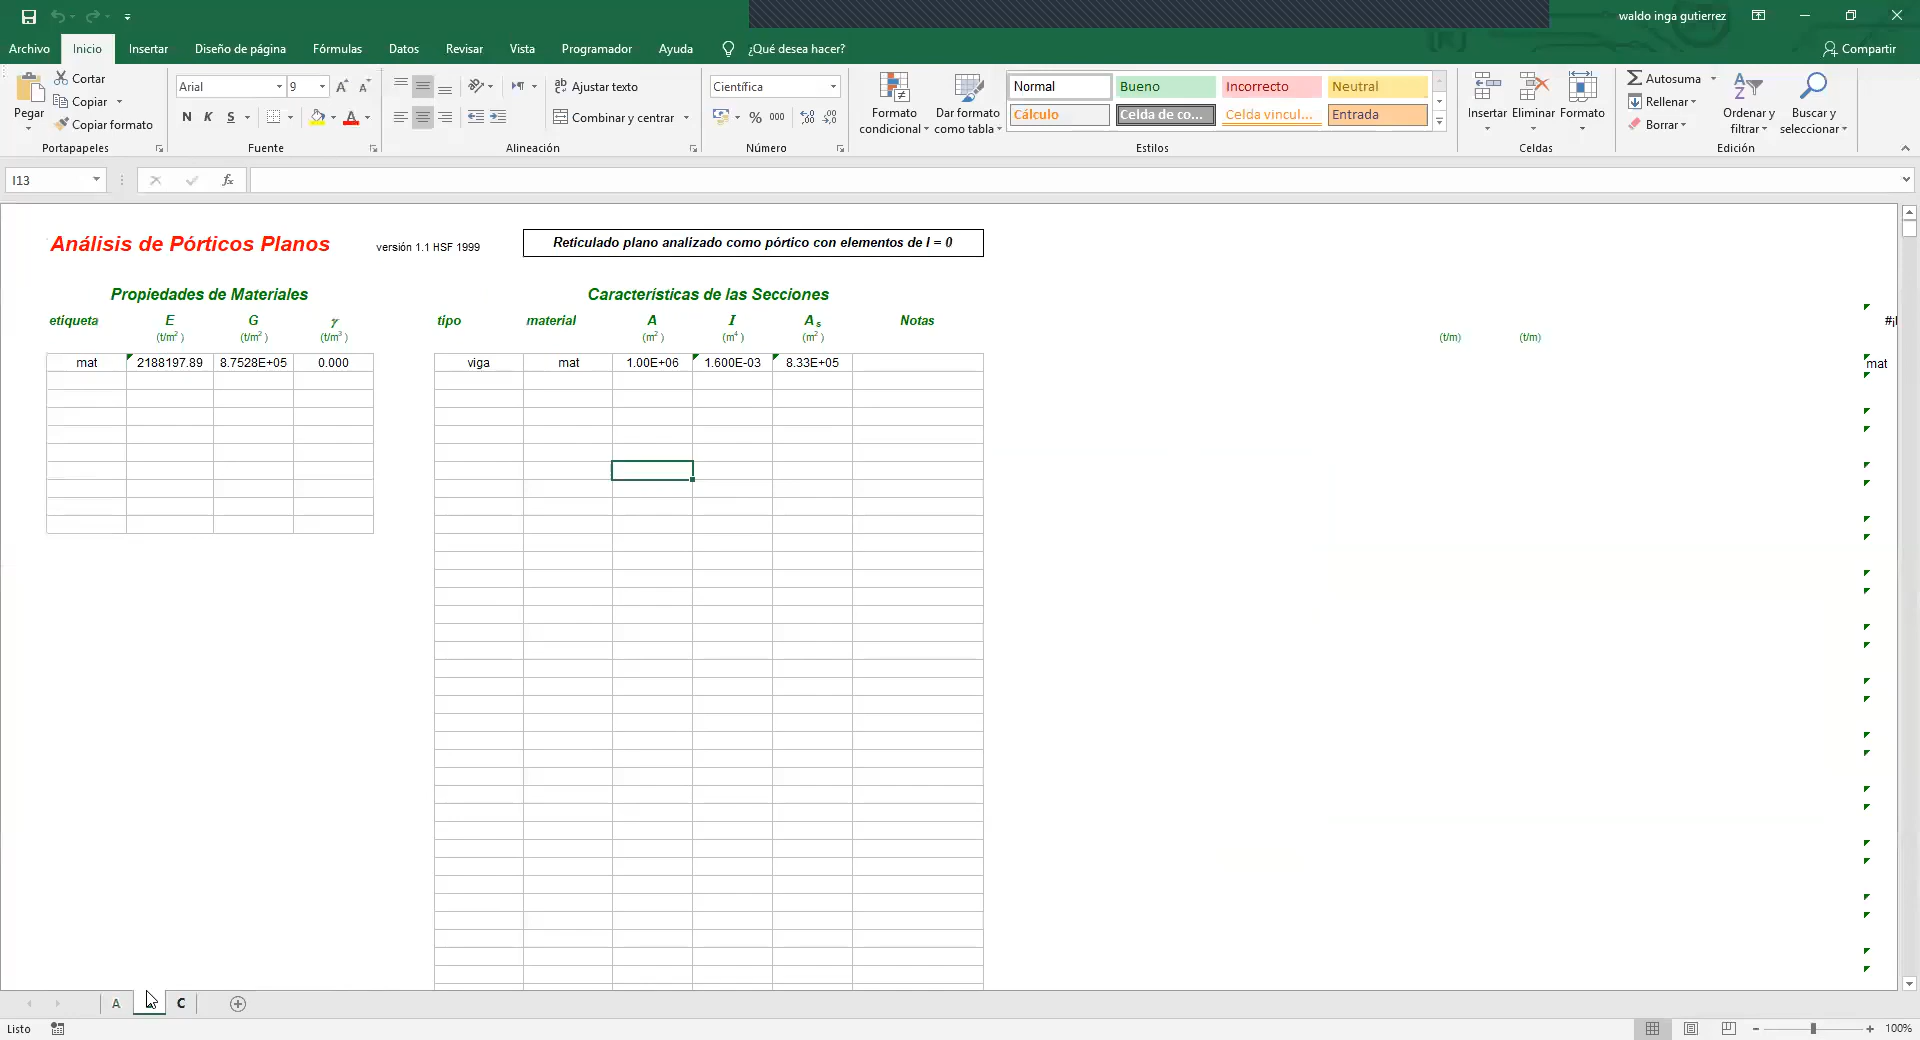 waldo inga gutierrez
Archivo Inicio Insertar Diseño de página Fórmulas Datos Revisar Vista Programador Ayuda ¿Qué desea hacer? Compartir
Pegar
Cortar
Copiar
Copiar formato
Portapapeles
Arial 9
N K S
Fuente
Ajustar texto
Combinar y centrar
Alineación
Científica
% 000
Número
Formato condicional
Dar formato como tabla
Normal Bueno Incorrecto Neutral
Cálculo Celda de co... Celda vincul... Entrada
Estilos
Insertar Eliminar Formato
Celdas
Autosuma
Rellenar
Borrar
Ordenar y filtrar
Buscar y seleccionar
Edición
I13 fx
Análisis de Pórticos Planos versión 1.1 HSF 1999 Reticulado plano analizado como pórtico con elementos de I = 0
Propiedades de Materiales Características de las Secciones
etiqueta E G γ tipo material A I As Notas #¡
(t/m²) (t/m²) (t/m³) (m²) (m⁴) (m²) (t/m) (t/m)
mat 2188197.89 8.7528E+05 0.000 viga mat 1.00E+06 1.600E-03 8.33E+05 mat
A C
Listo 100%